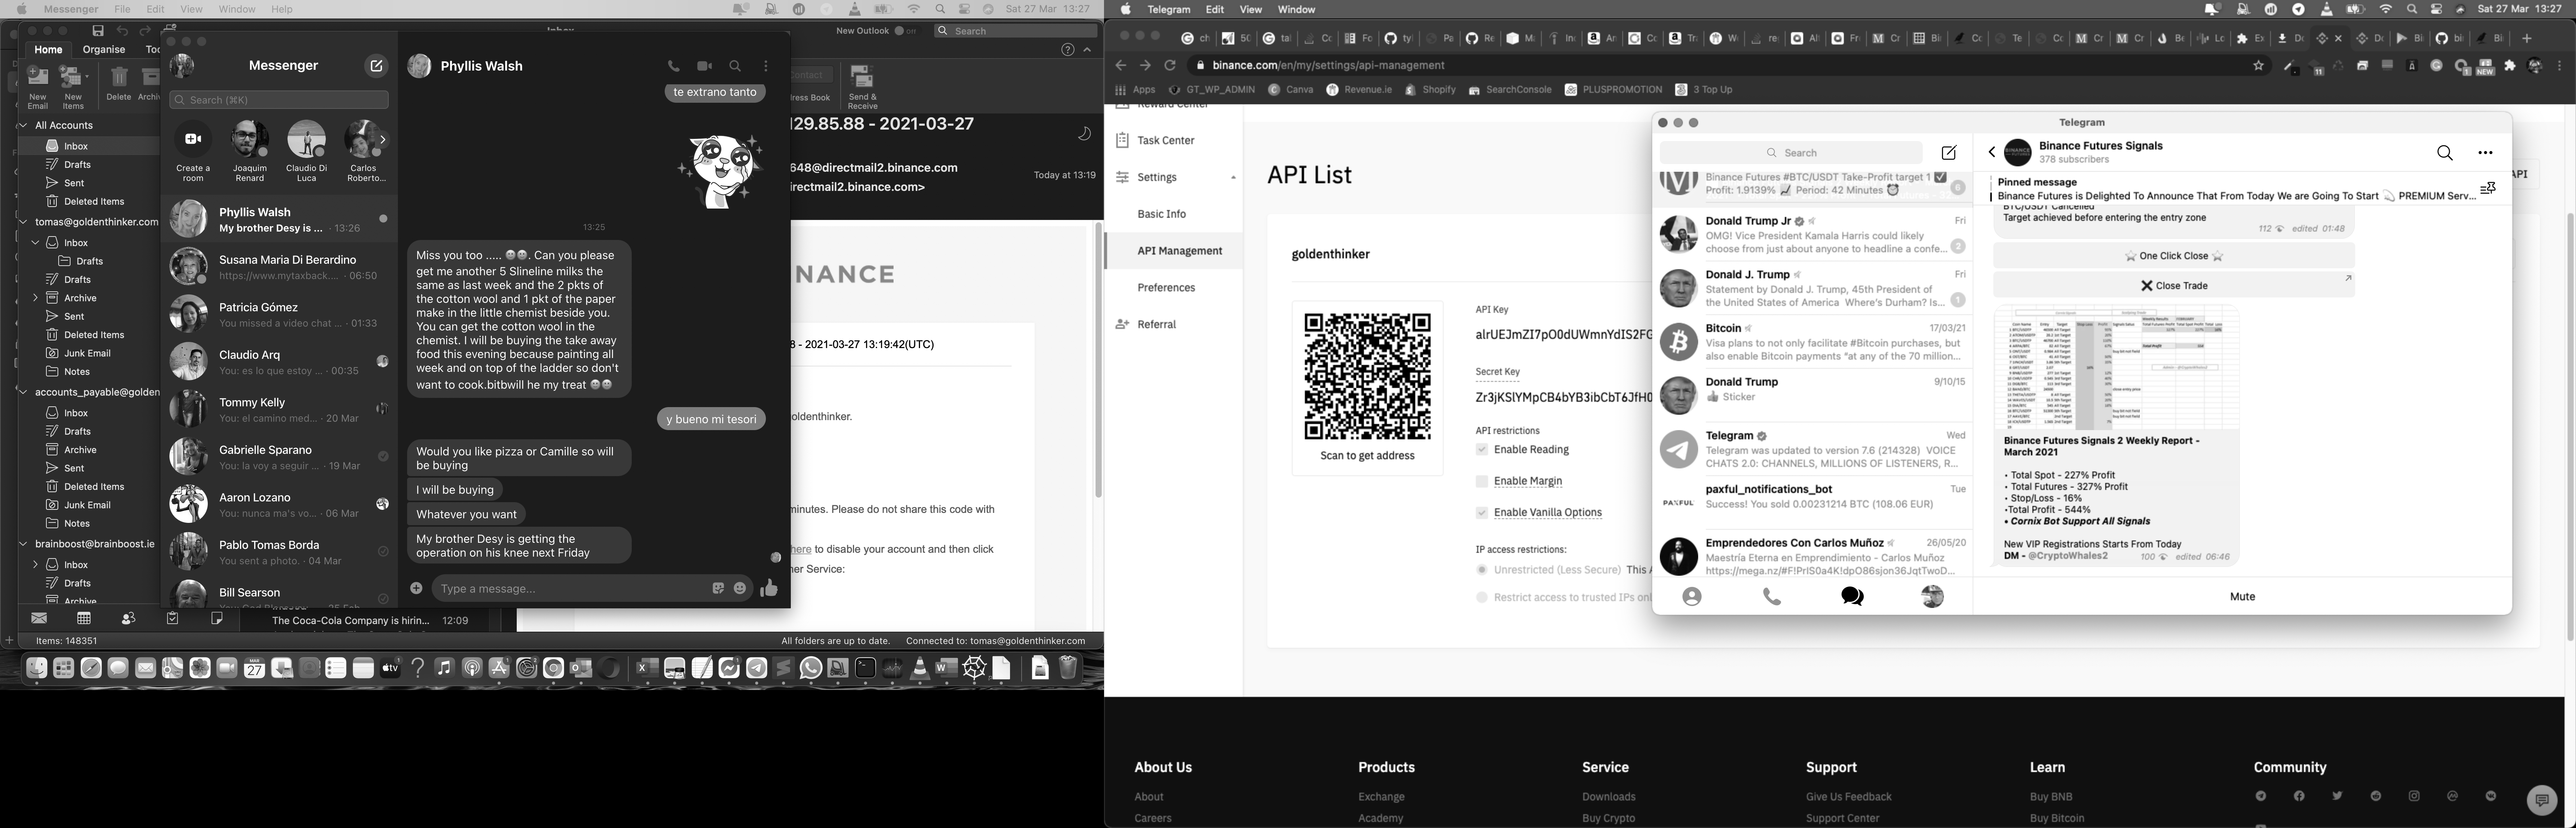 Messenger File Edit View Window Help
Sat 27 Mar 13:27
Inbox
New Outlook
Search
Home Organise
New Email
New Items
Delete
Send & Receive
All Accounts
Inbox
Drafts
Sent
Deleted Items
tomas@goldenthinker.com
Inbox
Drafts
Drafts
Archive
Sent
Deleted Items
Junk Email
Notes
accounts_payable@golden
Inbox
Drafts
Archive
Sent
Deleted Items
Junk Email
Notes
brainboost@brainboost.ie
Inbox
Drafts
Archive
Items: 148351
Messenger
Search (⌘K)
Create a room
Joaquim Renard
Claudio Di Luca
Carlos Roberto...
Phyllis Walsh
My brother Desy is ... · 13:26
Susana Maria Di Berardino
https://www.mytaxback.... · 06:50
Patricia Gómez
You missed a video chat ... · 01:33
Claudio Arq
You: es lo que estoy ... · 00:35
Tommy Kelly
You: el camino med... · 20 Mar
Gabrielle Sparano
You: la voy a seguir ... · 19 Mar
Aaron Lozano
You: nunca ma's vo... · 06 Mar
Pablo Tomas Borda
You sent a photo. · 04 Mar
Bill Searson
Phyllis Walsh
te extrano tanto
13:25
Miss you too ..... 😁😁. Can you please
get me another 5 Slineline milks the
same as last week and the 2 pkts of
the cotton wool and 1 pkt of the paper
make in the little chemist beside you.
You can get the cotton wool in the
chemist. I will be buying the take away
food this evening because painting all
week and on top of the ladder so don't
want to cook.bitbwill he my treat 😁😁
y bueno mi tesori
Would you like pizza or Camille so will
be buying
I will be buying
Whatever you want
My brother Desy is getting the
operation on his knee next Friday
Type a message...
129.85.88 - 2021-03-27
648@directmail2.binance.com
irectmail2.binance.com>
Today at 13:19
NANCE
8 - 2021-03-27 13:19:42(UTC)
oldenthinker.
minutes. Please do not share this code with
here to disable your account and then click
er Service:
The Coca-Cola Company is hirin... 12:09
All folders are up to date. Connected to: tomas@goldenthinker.com
Telegram Edit View Window
Sat 27 Mar 13:27
binance.com/en/my/settings/api-management
Apps GT_WP_ADMIN Canva Revenue.ie Shopify SearchConsole PLUSPROMOTION 3 Top Up
Reward Center
Task Center
Settings
Basic Info
API Management
Preferences
Referral
API List
goldenthinker
Scan to get address
API Key
alrUEJmZI7pO0dUWmnYdIS2FG
Secret Key
Zr3jKSlYMpCB4bYB3ibCbT6JfH0
API restrictions
Enable Reading
Enable Margin
Enable Vanilla Options
IP access restrictions:
Unrestricted (Less Secure) This A
Restrict access to trusted IPs onl
API
Telegram
Search
Binance Futures #BTC/USDT Take-Profit target 1 ✅
Profit: 1.9139% 📈 Period: 42 Minutes ⏰
6
Donald Trump Jr Fri
OMG! Vice President Kamala Harris could likely
choose from just about anyone to headline a confe... 2
Donald J. Trump Fri
Statement by Donald J. Trump, 45th President of
the United States of America Where's Durham? Is... 1
Bitcoin 17/03/21
Visa plans to not only facilitate #Bitcoin purchases, but
also enable Bitcoin payments “at any of the 70 million...
Donald Trump 9/10/15
👍 Sticker
Telegram Wed
Telegram was updated to version 7.6 (214328) VOICE
CHATS 2.0: CHANNELS, MILLIONS OF LISTENERS, R...
PAXFUL
paxful_notifications_bot Tue
Success! You sold 0.00231214 BTC (108.06 EUR)
Emprendedores Con Carlos Muñoz 26/05/20
Maestría Eterna en Emprendimiento - Carlos Muñoz
https://mega.nz/#F!PrIS0a4K!dpO86sjon36JqtTwoD...
Binance Futures Signals
378 subscribers
Pinned message
Binance Futures is Delighted To Announce That From Today We are Going To Start 💫 PREMIUM Serv...
BTC/USDT Cancelled
Target achieved before entering the entry zone
112 edited 01:48
⭐ One Click Close ⭐
❌ Close Trade
Binance Futures Signals 2 Weekly Report -
March 2021
• Total Spot - 227% Profit
• Total Futures - 327% Profit
• Stop/Loss - 16%
•Total Profit - 544%
• Cornix Bot Support All Signals
New VIP Registrations Starts From Today
DM - @CryptoWhales2
100 edited 06:46
Mute
About Us
About
Careers
Products
Exchange
Academy
Service
Downloads
Buy Crypto
Support
Give Us Feedback
Support Center
Learn
Buy BNB
Buy Bitcoin
Community